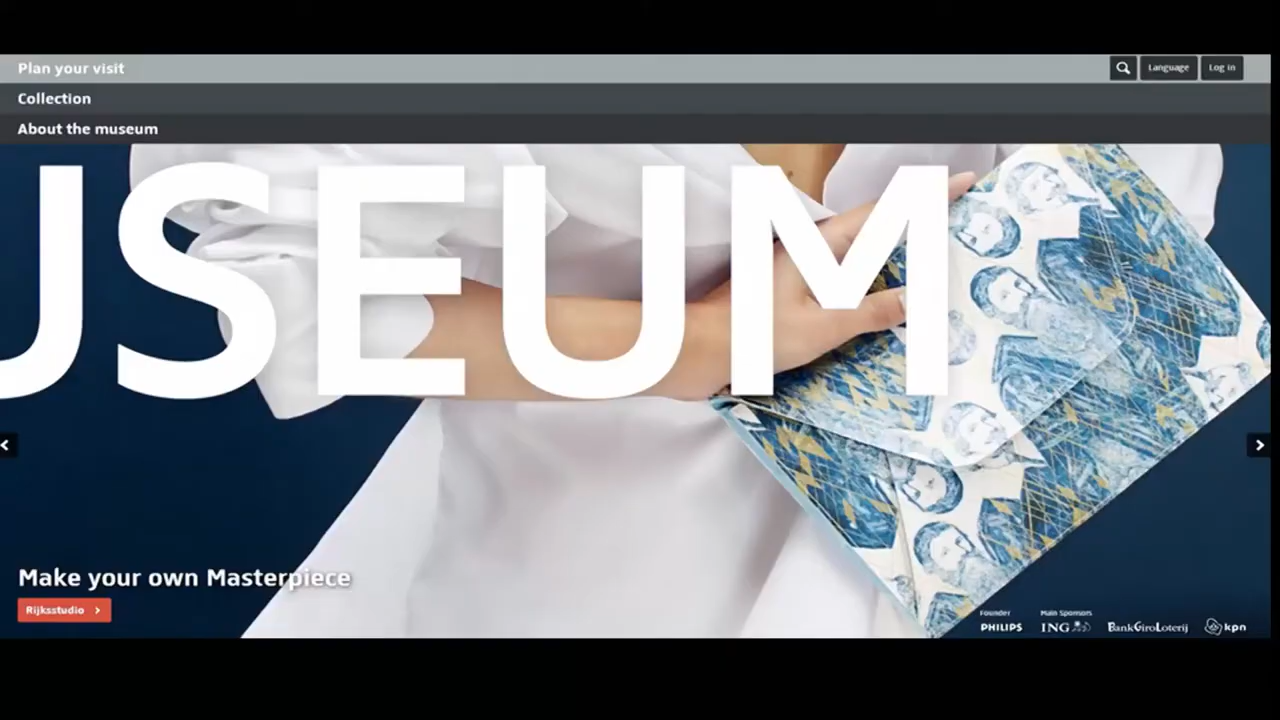 Plan your visit
Language
Log in
Collection
About the museum
USEUM
Make your own Masterpiece
Rijksstudio
Founder
Main Sponsors
PHILIPS
ING
BankGiroLoterij
kpn